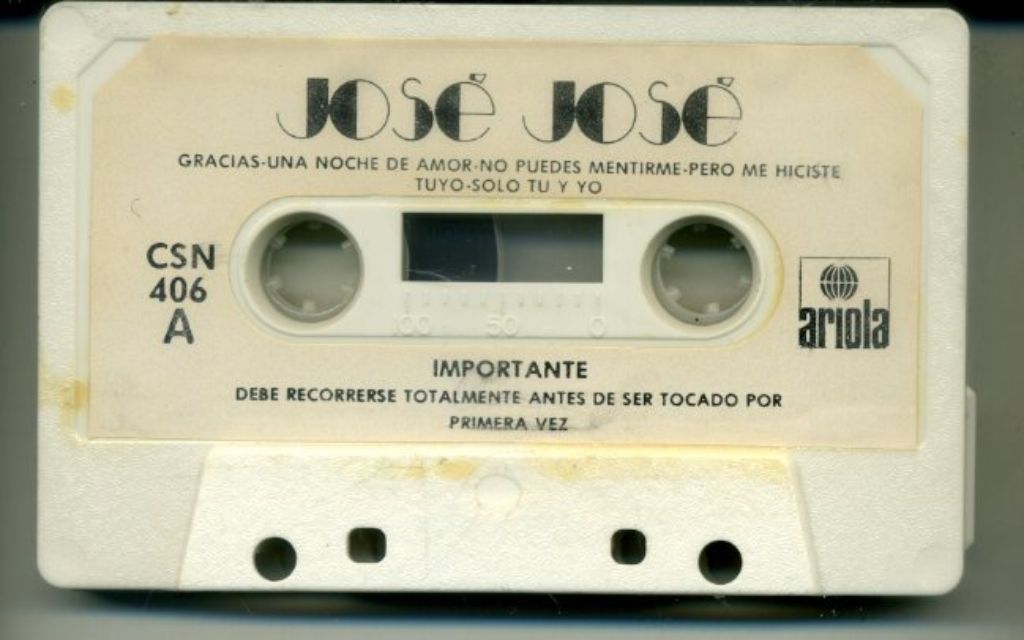 JOSÉ JOSÉ
GRACIAS-UNA NOCHE DE AMOR-NO PUEDES MENTIRME-PERO ME HICISTE
TUYO-SOLO TU Y YO
CSN
406
A
100 50 0
ariola
IMPORTANTE
DEBE RECORRERSE TOTALMENTE ANTES DE SER TOCADO POR
PRIMERA VEZ